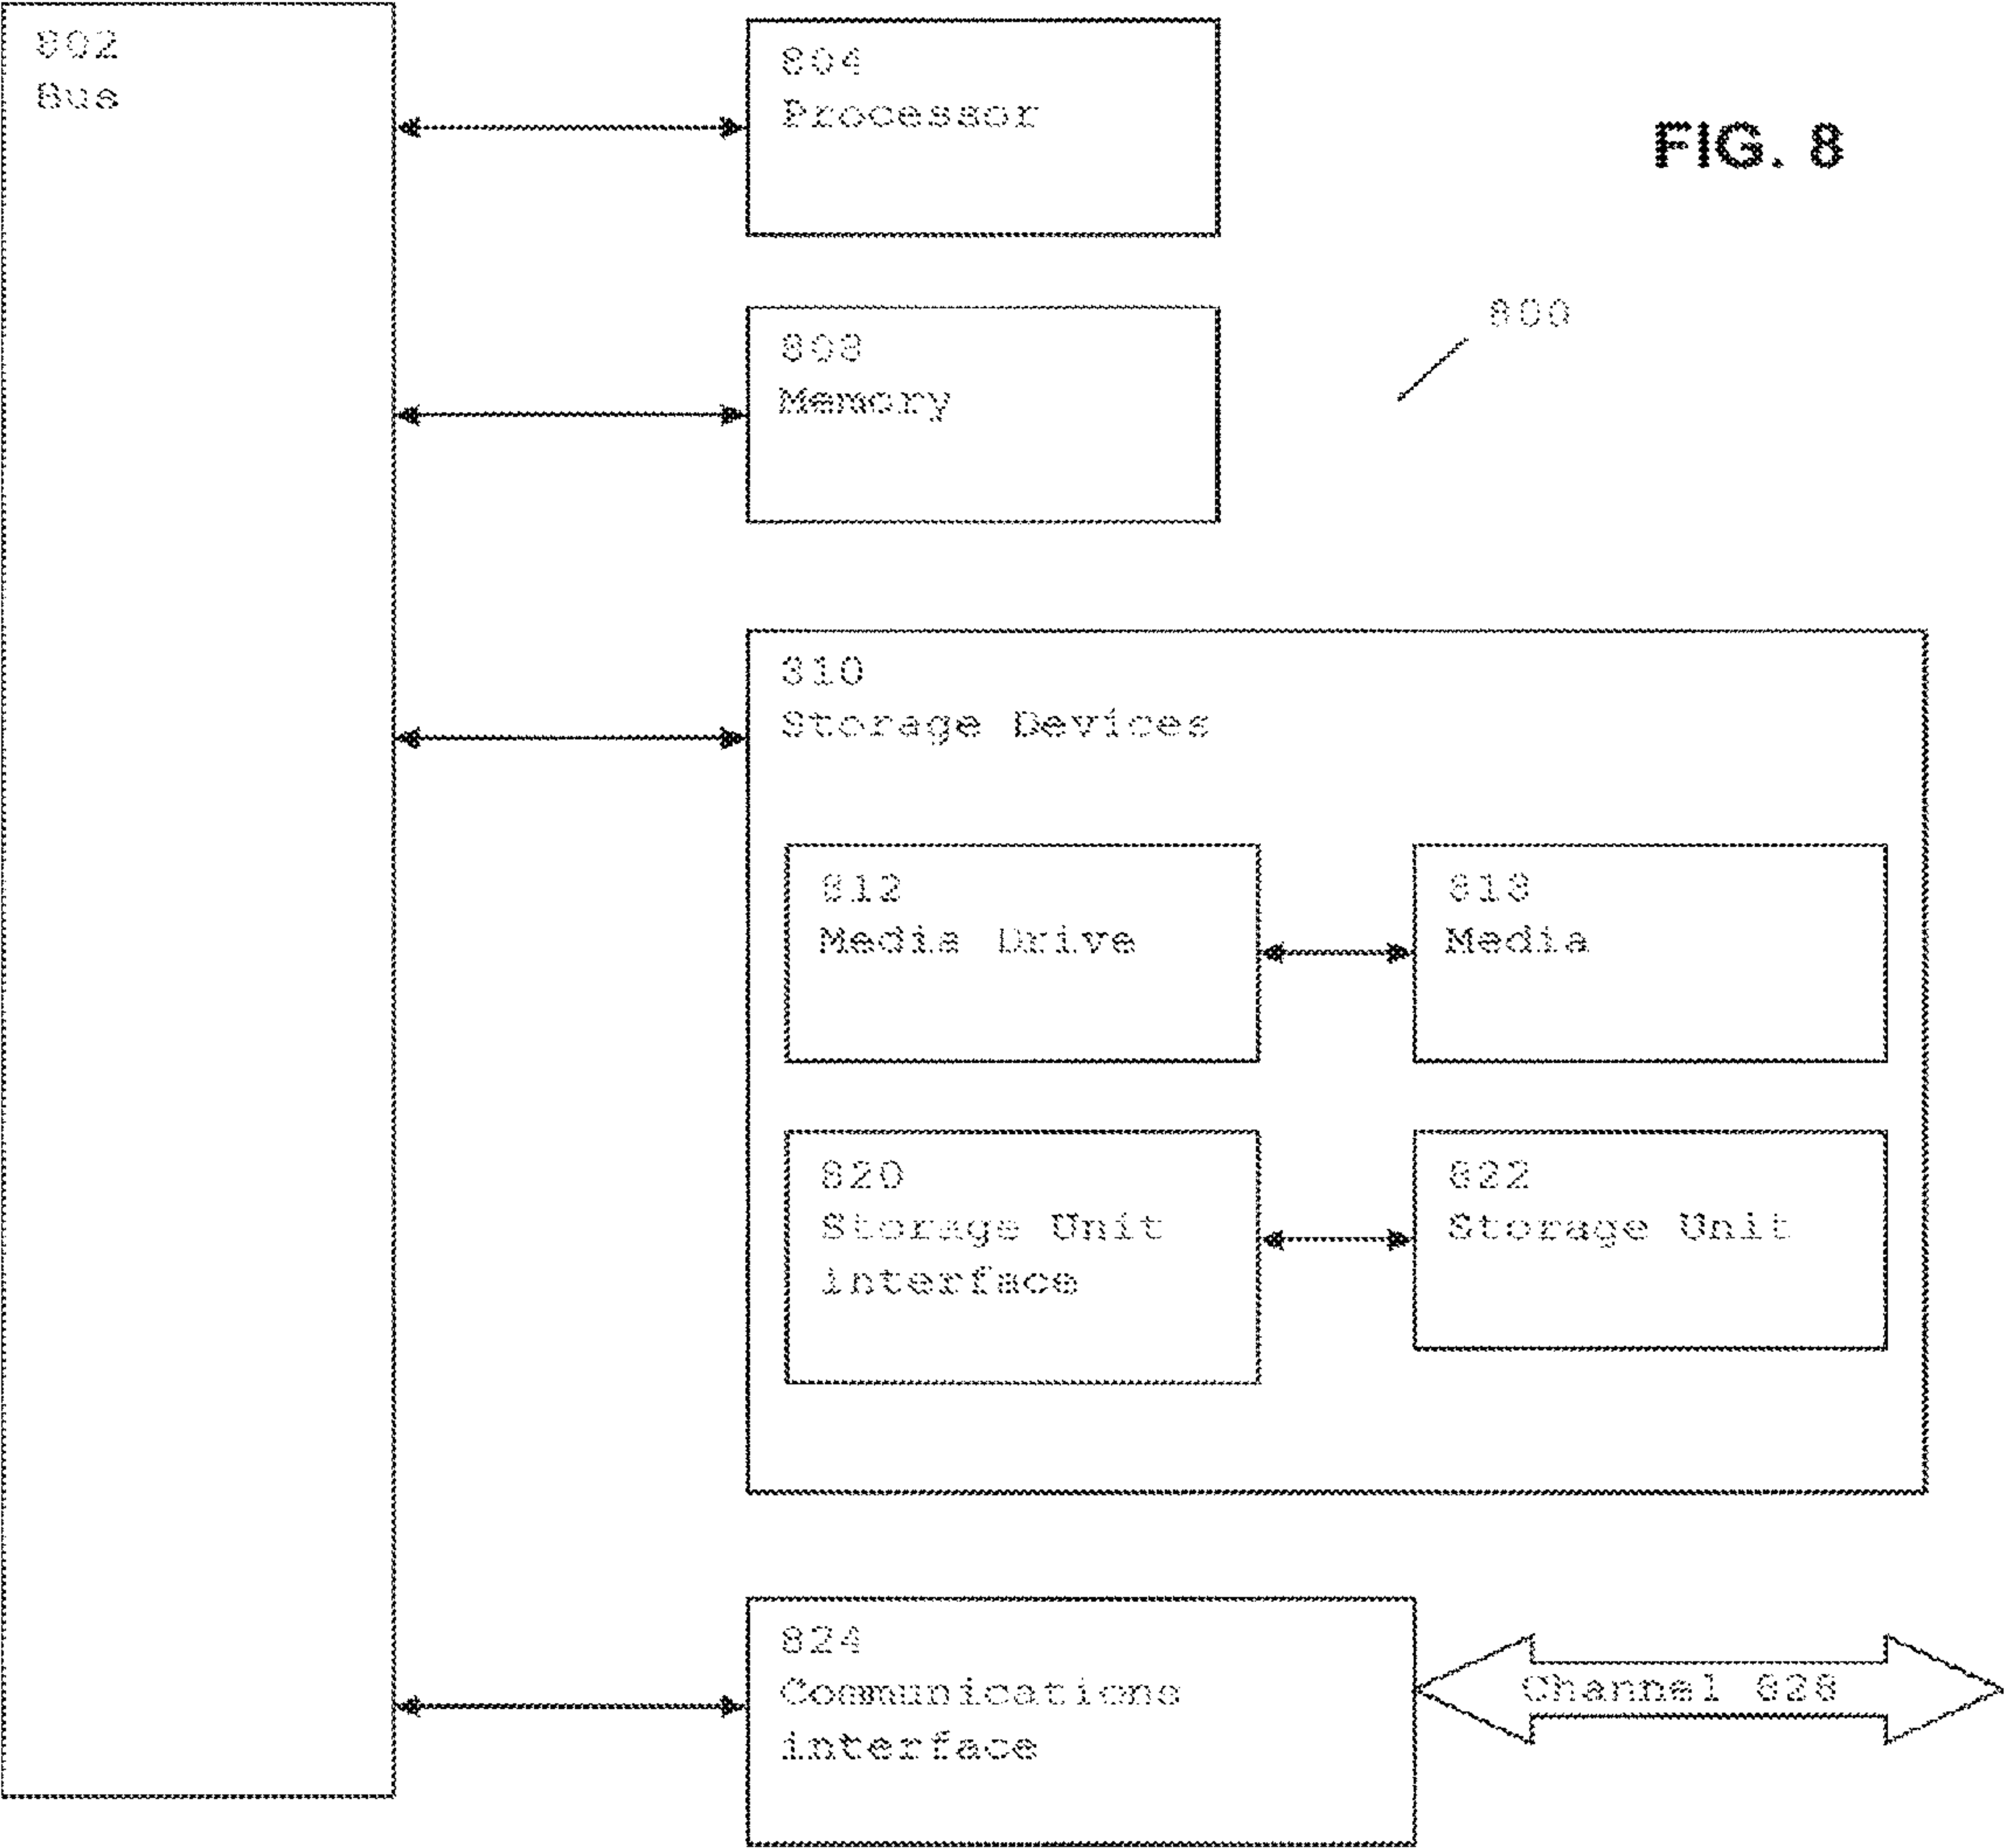 802
Bus
804
Processor
FIG. 8
808
Memory
800
810
Storage Devices
812
Media Drive
818
Media
820
Storage Unit
interface
822
Storage Unit
824
Communications
interface
Channel 828